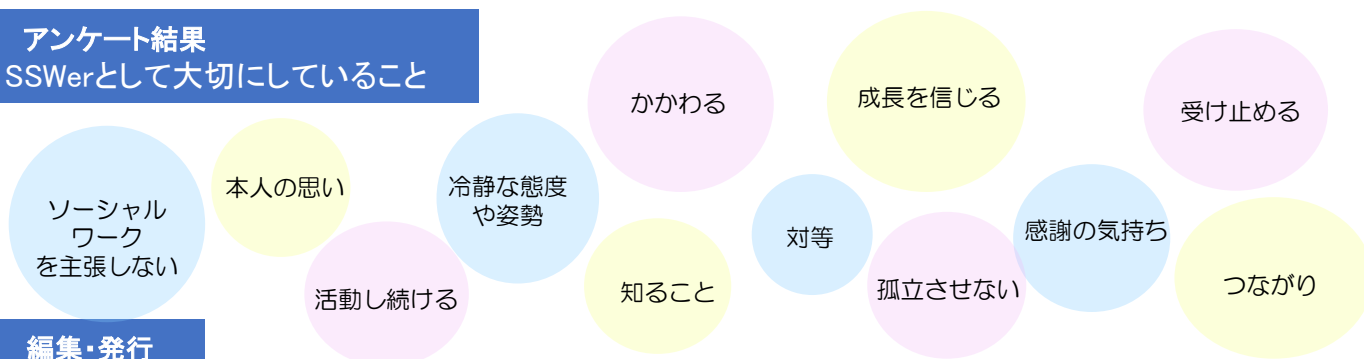 アンケート結果
SSWerとして大切にしていること
ソーシャル
ワーク
を主張しない
本人の思い
活動し続ける
冷静な態度
や姿勢
かかわる
知ること
対等
成長を信じる
孤立させない
感謝の気持ち
受け止める
つながり
編集・発行